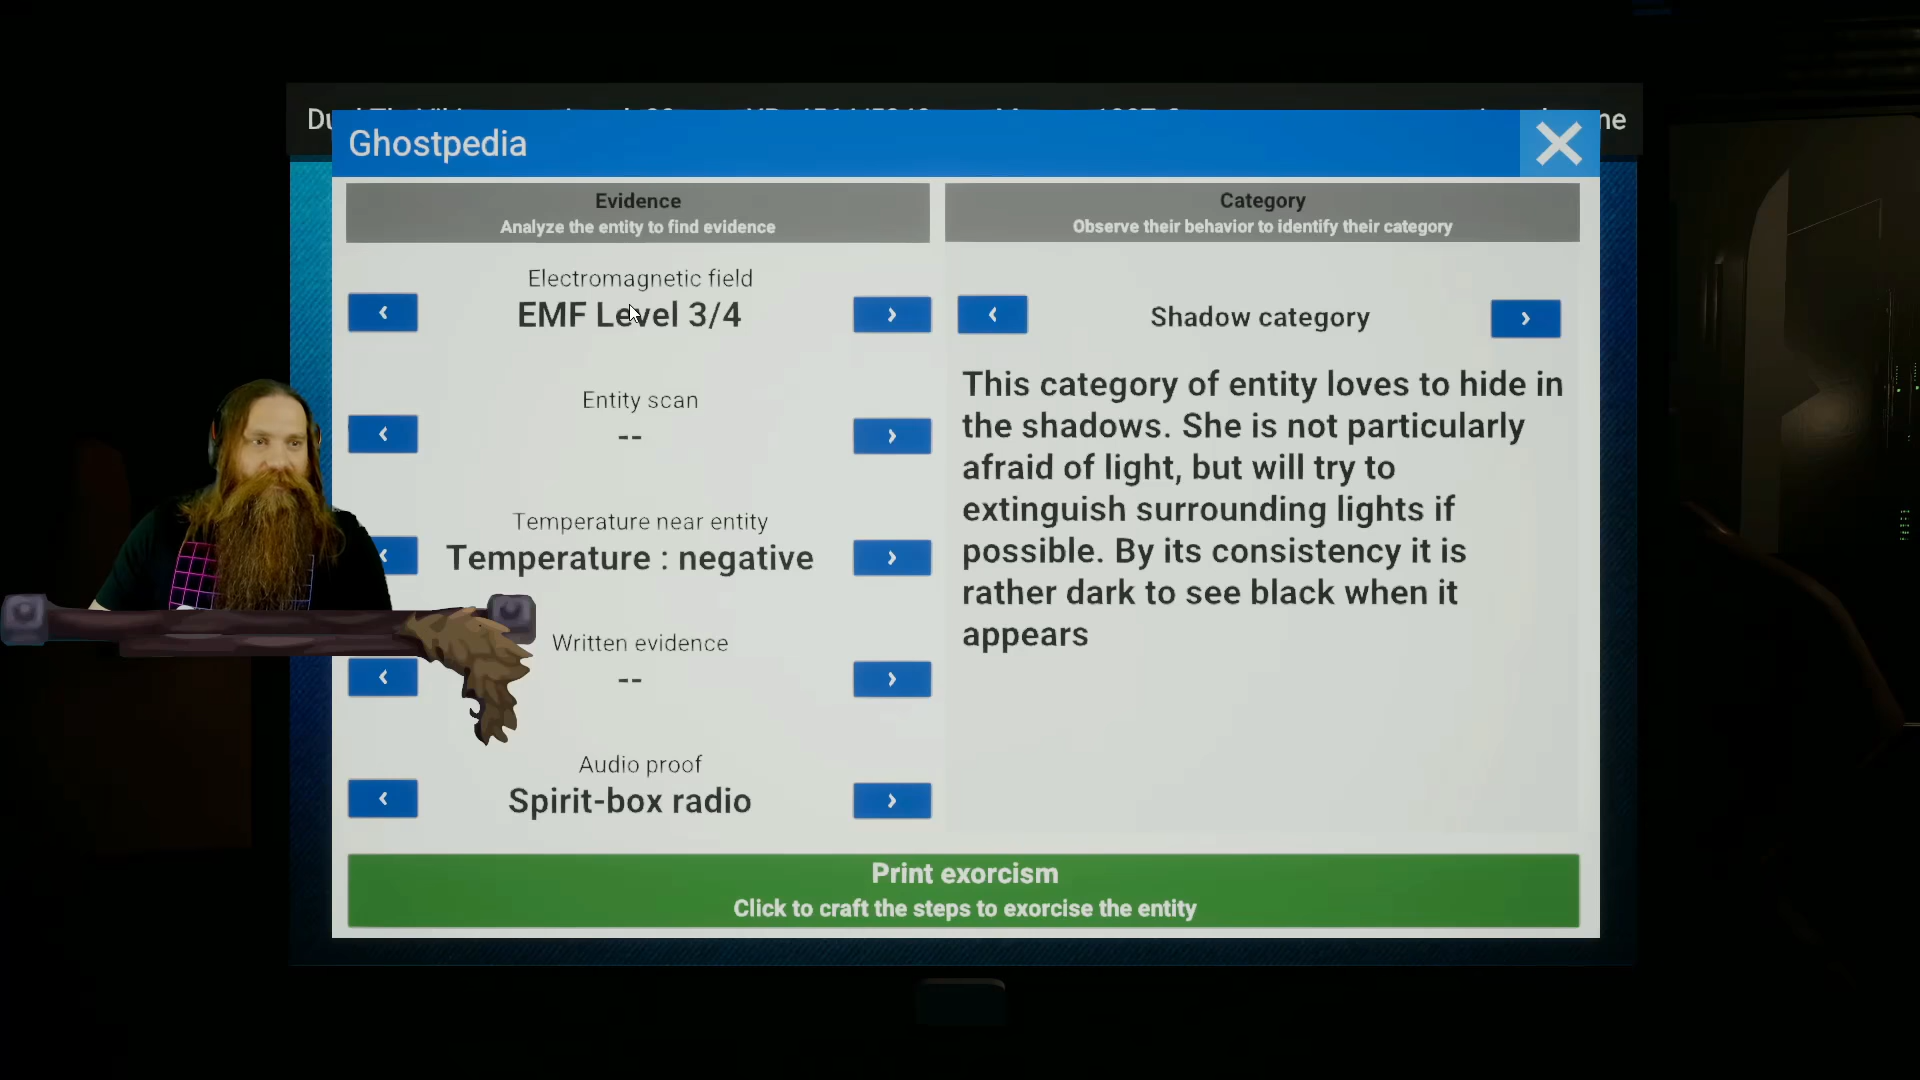 Ghostpedia
Evidence
Analyze the entity to find evidence
Electromagnetic field
EMF Level 3/4
Entity scan
--
Temperature near entity
Temperature : negative
Written evidence
--
Audio proof
Spirit-box radio
Category
Observe their behavior to identify their category
Shadow category
This category of entity loves to hide in
the shadows. She is not particularly
afraid of light, but will try to
extinguish surrounding lights if
possible. By its consistency it is
rather dark to see black when it
appears
Print exorcism
Click to craft the steps to exorcise the entity